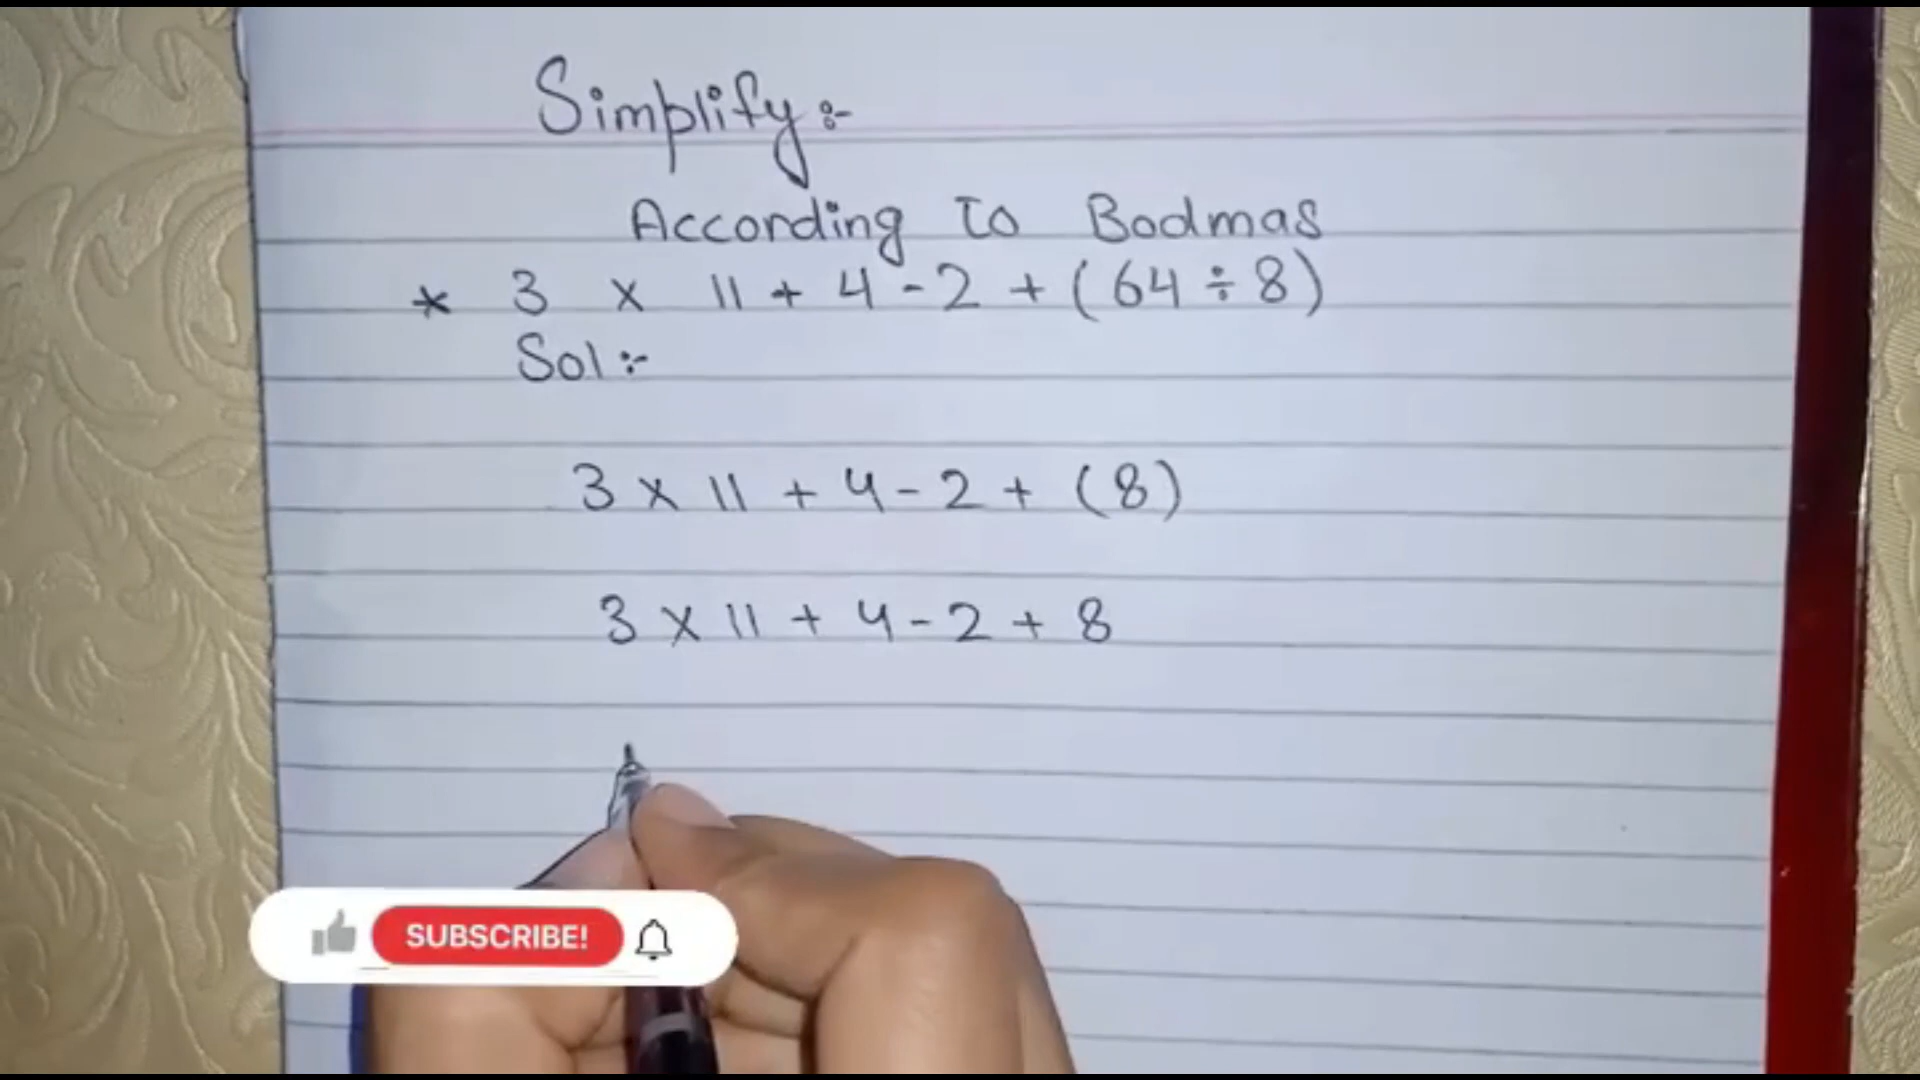 Simplify:-
According to Bodmas
* 3 x 11 + 4 - 2 + (64 ÷ 8)
Sol:-
3 x 11 + 4 - 2 + (8)
3 x 11 + 4 - 2 + 8
SUBSCRIBE!